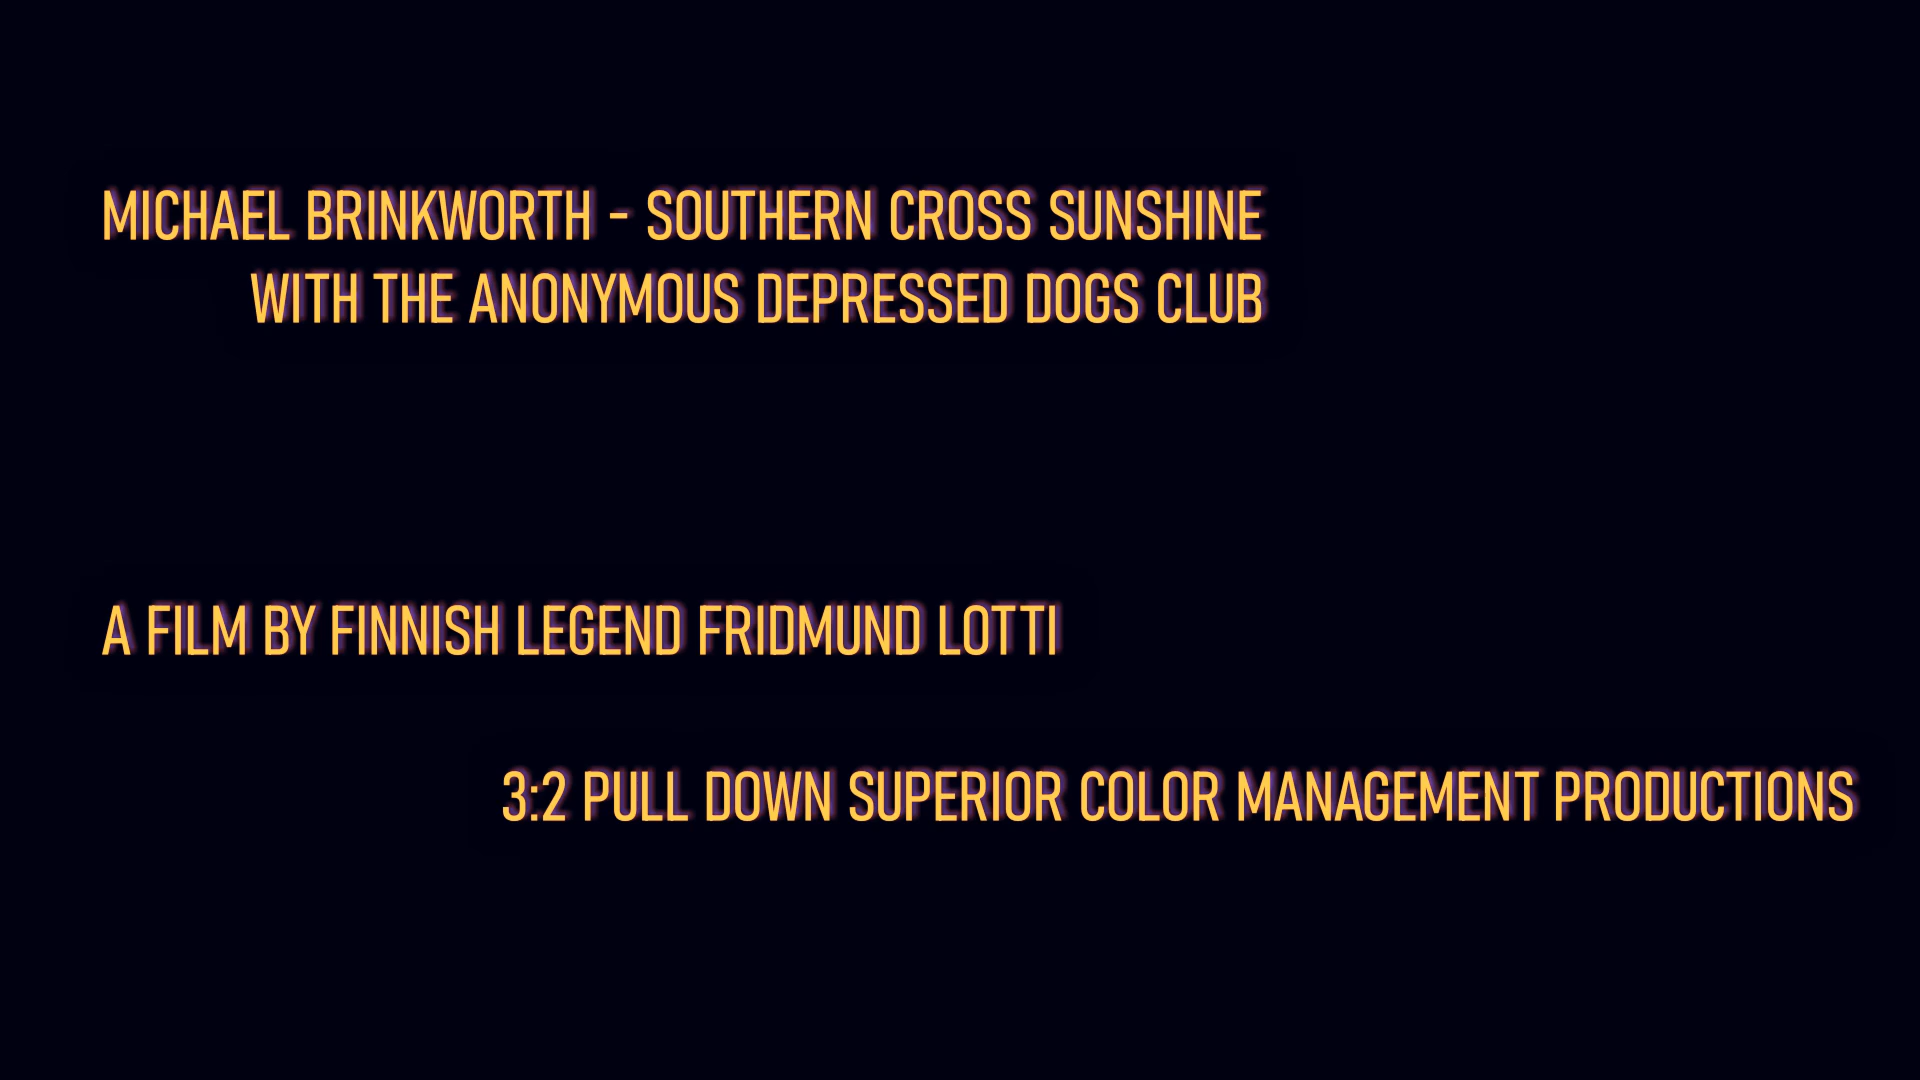 MICHAEL BRINKWORTH - SOUTHERN CROSS SUNSHINE
WITH THE ANONYMOUS DEPRESSED DOGS CLUB
A FILM BY FINNISH LEGEND FRIDMUND LOTTI
3:2 PULL DOWN SUPERIOR COLOR MANAGEMENT PRODUCTIONS